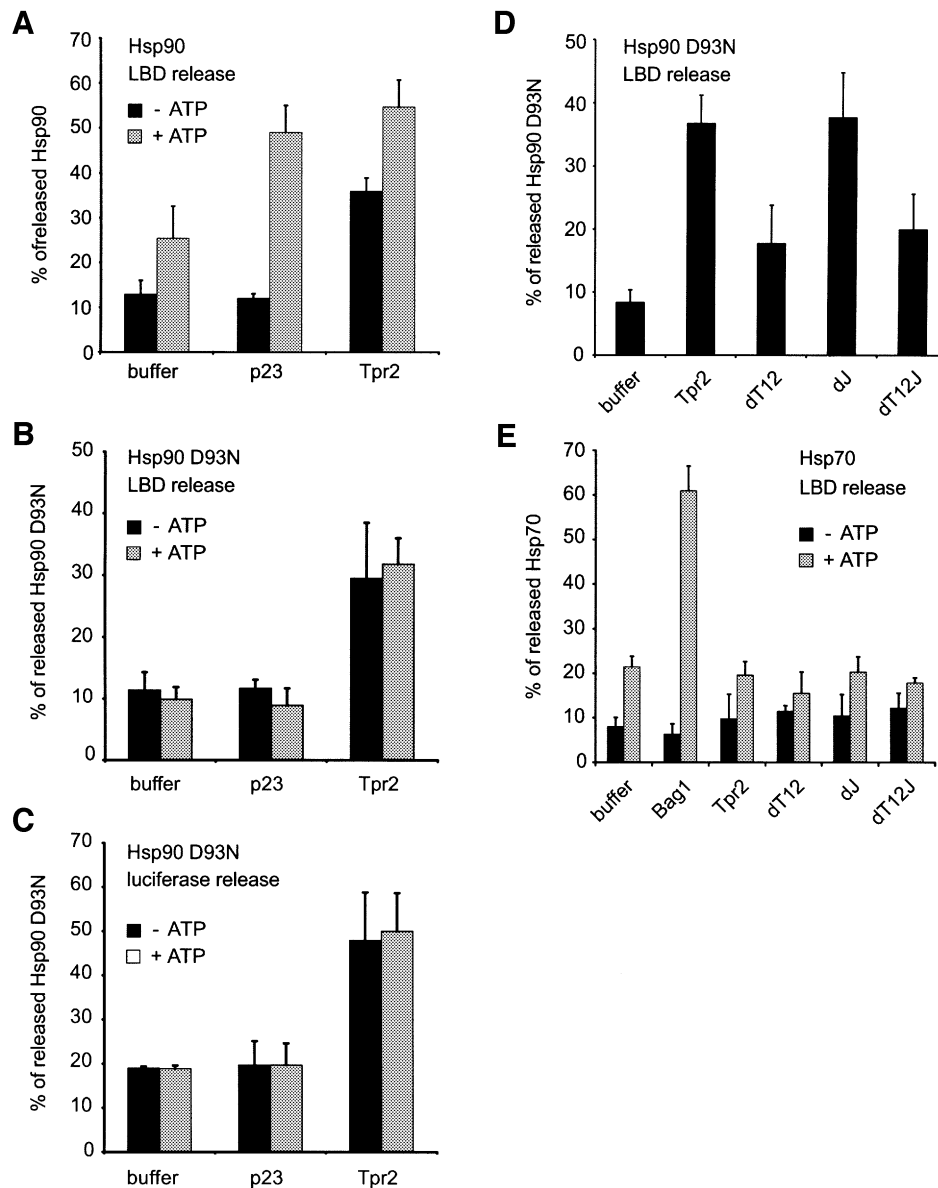 A
Hsp90
LBD release
- ATP
+ ATP
% ofreleased Hsp90
70
60
50
40
30
20
10
0
buffer p23 Tpr2
B
Hsp90 D93N
LBD release
- ATP
+ ATP
% of released Hsp90 D93N
50
40
30
20
10
0
buffer p23 Tpr2
C
Hsp90 D93N
luciferase release
- ATP
+ ATP
% of released Hsp90 D93N
70
60
50
40
30
20
10
0
buffer p23 Tpr2
D
Hsp90 D93N
LBD release
% of released Hsp90 D93N
50
40
30
20
10
0
buffer Tpr2 dT12 dJ dT12J
E
Hsp70
LBD release
- ATP
+ ATP
% of released Hsp70
70
60
50
40
30
20
10
0
buffer Bag1 Tpr2 dT12 dJ dT12J